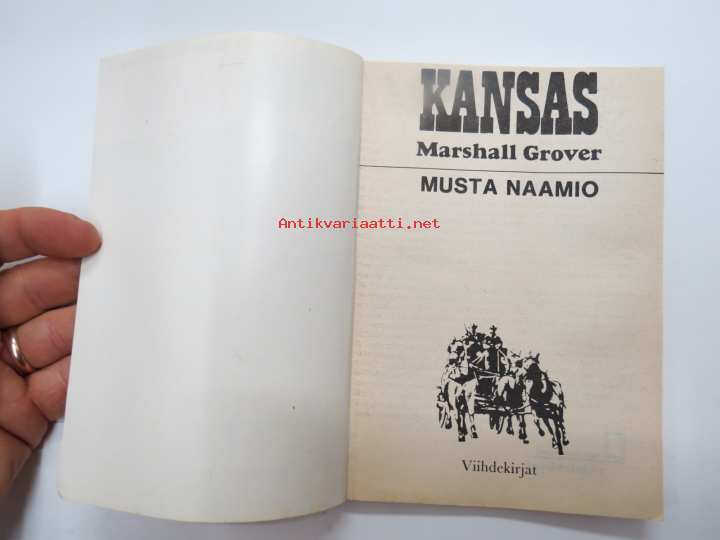 KANSAS
Marshall Grover
MUSTA NAAMIO
Antikvariaatti.net
Viihdekirjat